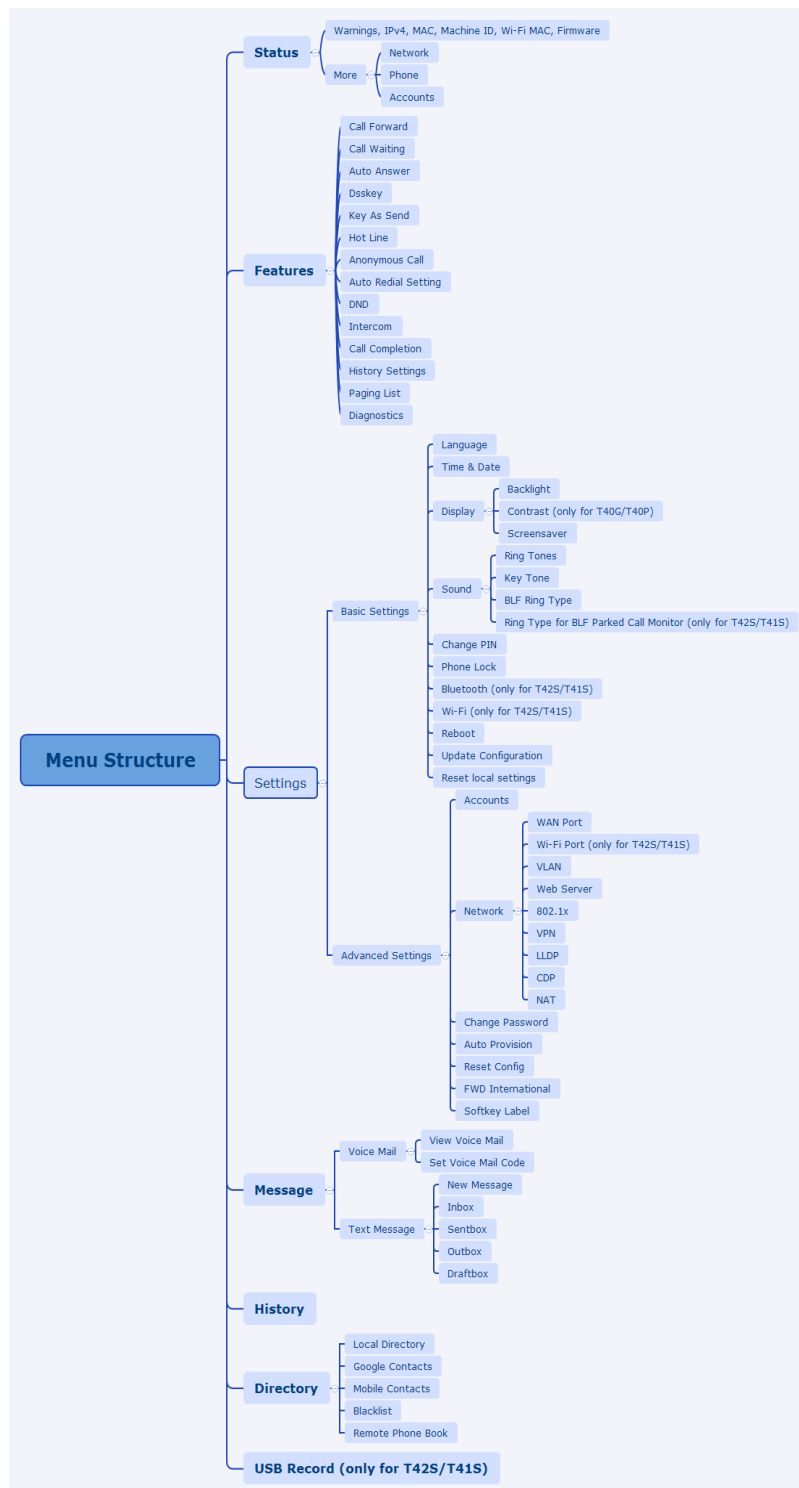 Menu Structure
Status
Warnings, IPv4, MAC, Machine ID, Wi-Fi MAC, Firmware
More
Network
Phone
Accounts
Features
Call Forward
Call Waiting
Auto Answer
Dsskey
Key As Send
Hot Line
Anonymous Call
Auto Redial Setting
DND
Intercom
Call Completion
History Settings
Paging List
Diagnostics
Settings
Basic Settings
Language
Time & Date
Display
Backlight
Contrast (only for T40G/T40P)
Screensaver
Sound
Ring Tones
Key Tone
BLF Ring Type
Ring Type for BLF Parked Call Monitor (only for T42S/T41S)
Change PIN
Phone Lock
Bluetooth (only for T42S/T41S)
Wi-Fi (only for T42S/T41S)
Reboot
Update Configuration
Reset local settings
Advanced Settings
Accounts
Network
WAN Port
Wi-Fi Port (only for T42S/T41S)
VLAN
Web Server
802.1x
VPN
LLDP
CDP
NAT
Change Password
Auto Provision
Reset Config
FWD International
Softkey Label
Message
Voice Mail
View Voice Mail
Set Voice Mail Code
Text Message
New Message
Inbox
Sentbox
Outbox
Draftbox
History
Directory
Local Directory
Google Contacts
Mobile Contacts
Blacklist
Remote Phone Book
USB Record (only for T42S/T41S)